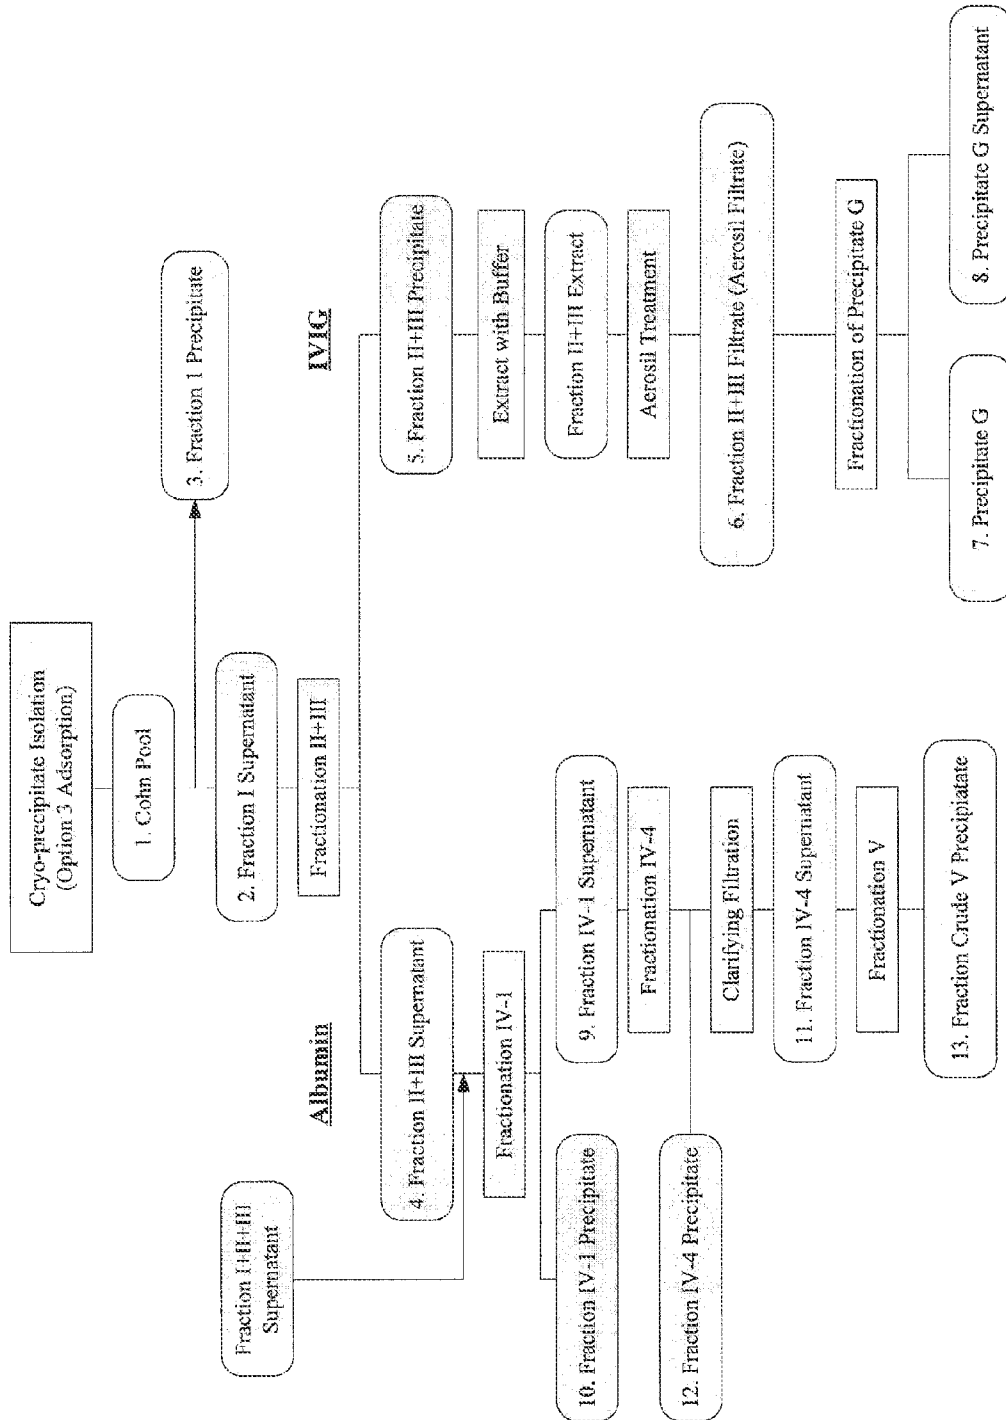 Cryo-precipitate Isolation
(Option 3 Adsorption)
1. Cohn Pool
3. Fraction 1 Precipitate
2. Fraction I Supernatant
Fractionation II+III
Albumin
IVIG
Fraction I+II+III
Supernatant
4. Fraction II+III Supernatant
5. Fraction II+III Precipitate
Fractionation IV-1
Extract with Buffer
10. Fraction IV-1 Precipitate
9. Fraction IV-1 Supernatant
Fraction II+III Extract
Fractionation IV-4
Aerosil Treatment
12. Fraction IV-4 Precipitate
Clarifying Filtration
6. Fraction II+III Filtrate (Aerosil Filtrate)
11. Fraction IV-4 Supernatant
Fractionation V
Fractionation of Precipitate G
13. Fraction Crude V Precipiatate
7. Precipitate G
8. Precipitate G Supernatant